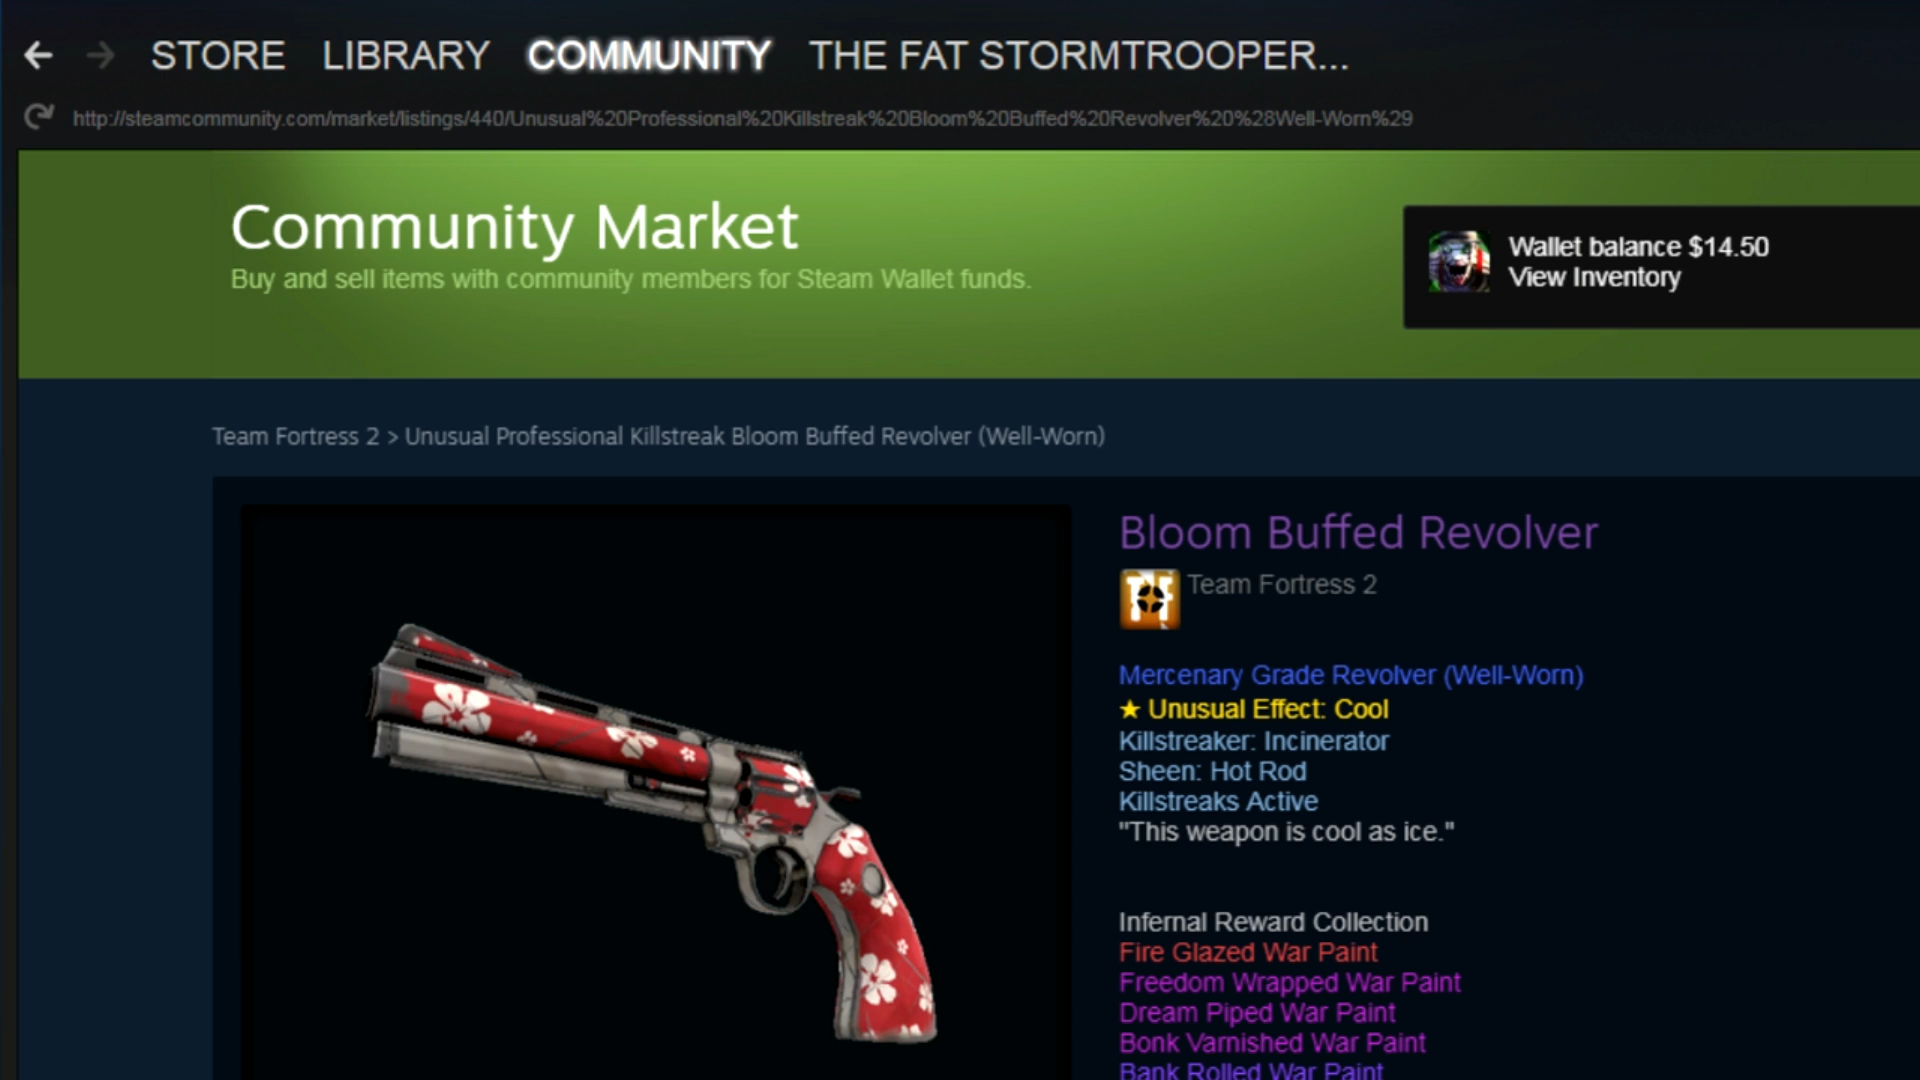 STORE LIBRARY COMMUNITY THE FAT STORMTROOPER...
http://steamcommunity.com/market/listings/440/Unusual%20Professional%20Killstreak%20Bloom%20Buffed%20Revolver%20%28Well-Worn%29
Community Market
Buy and sell items with community members for Steam Wallet funds.
Wallet balance $14.50
View Inventory
Team Fortress 2 > Unusual Professional Killstreak Bloom Buffed Revolver (Well-Worn)
Bloom Buffed Revolver
Team Fortress 2
Mercenary Grade Revolver (Well-Worn)
★ Unusual Effect: Cool
Killstreaker: Incinerator
Sheen: Hot Rod
Killstreaks Active
"This weapon is cool as ice."
Infernal Reward Collection
Fire Glazed War Paint
Freedom Wrapped War Paint
Dream Piped War Paint
Bonk Varnished War Paint
Bank Rolled War Paint